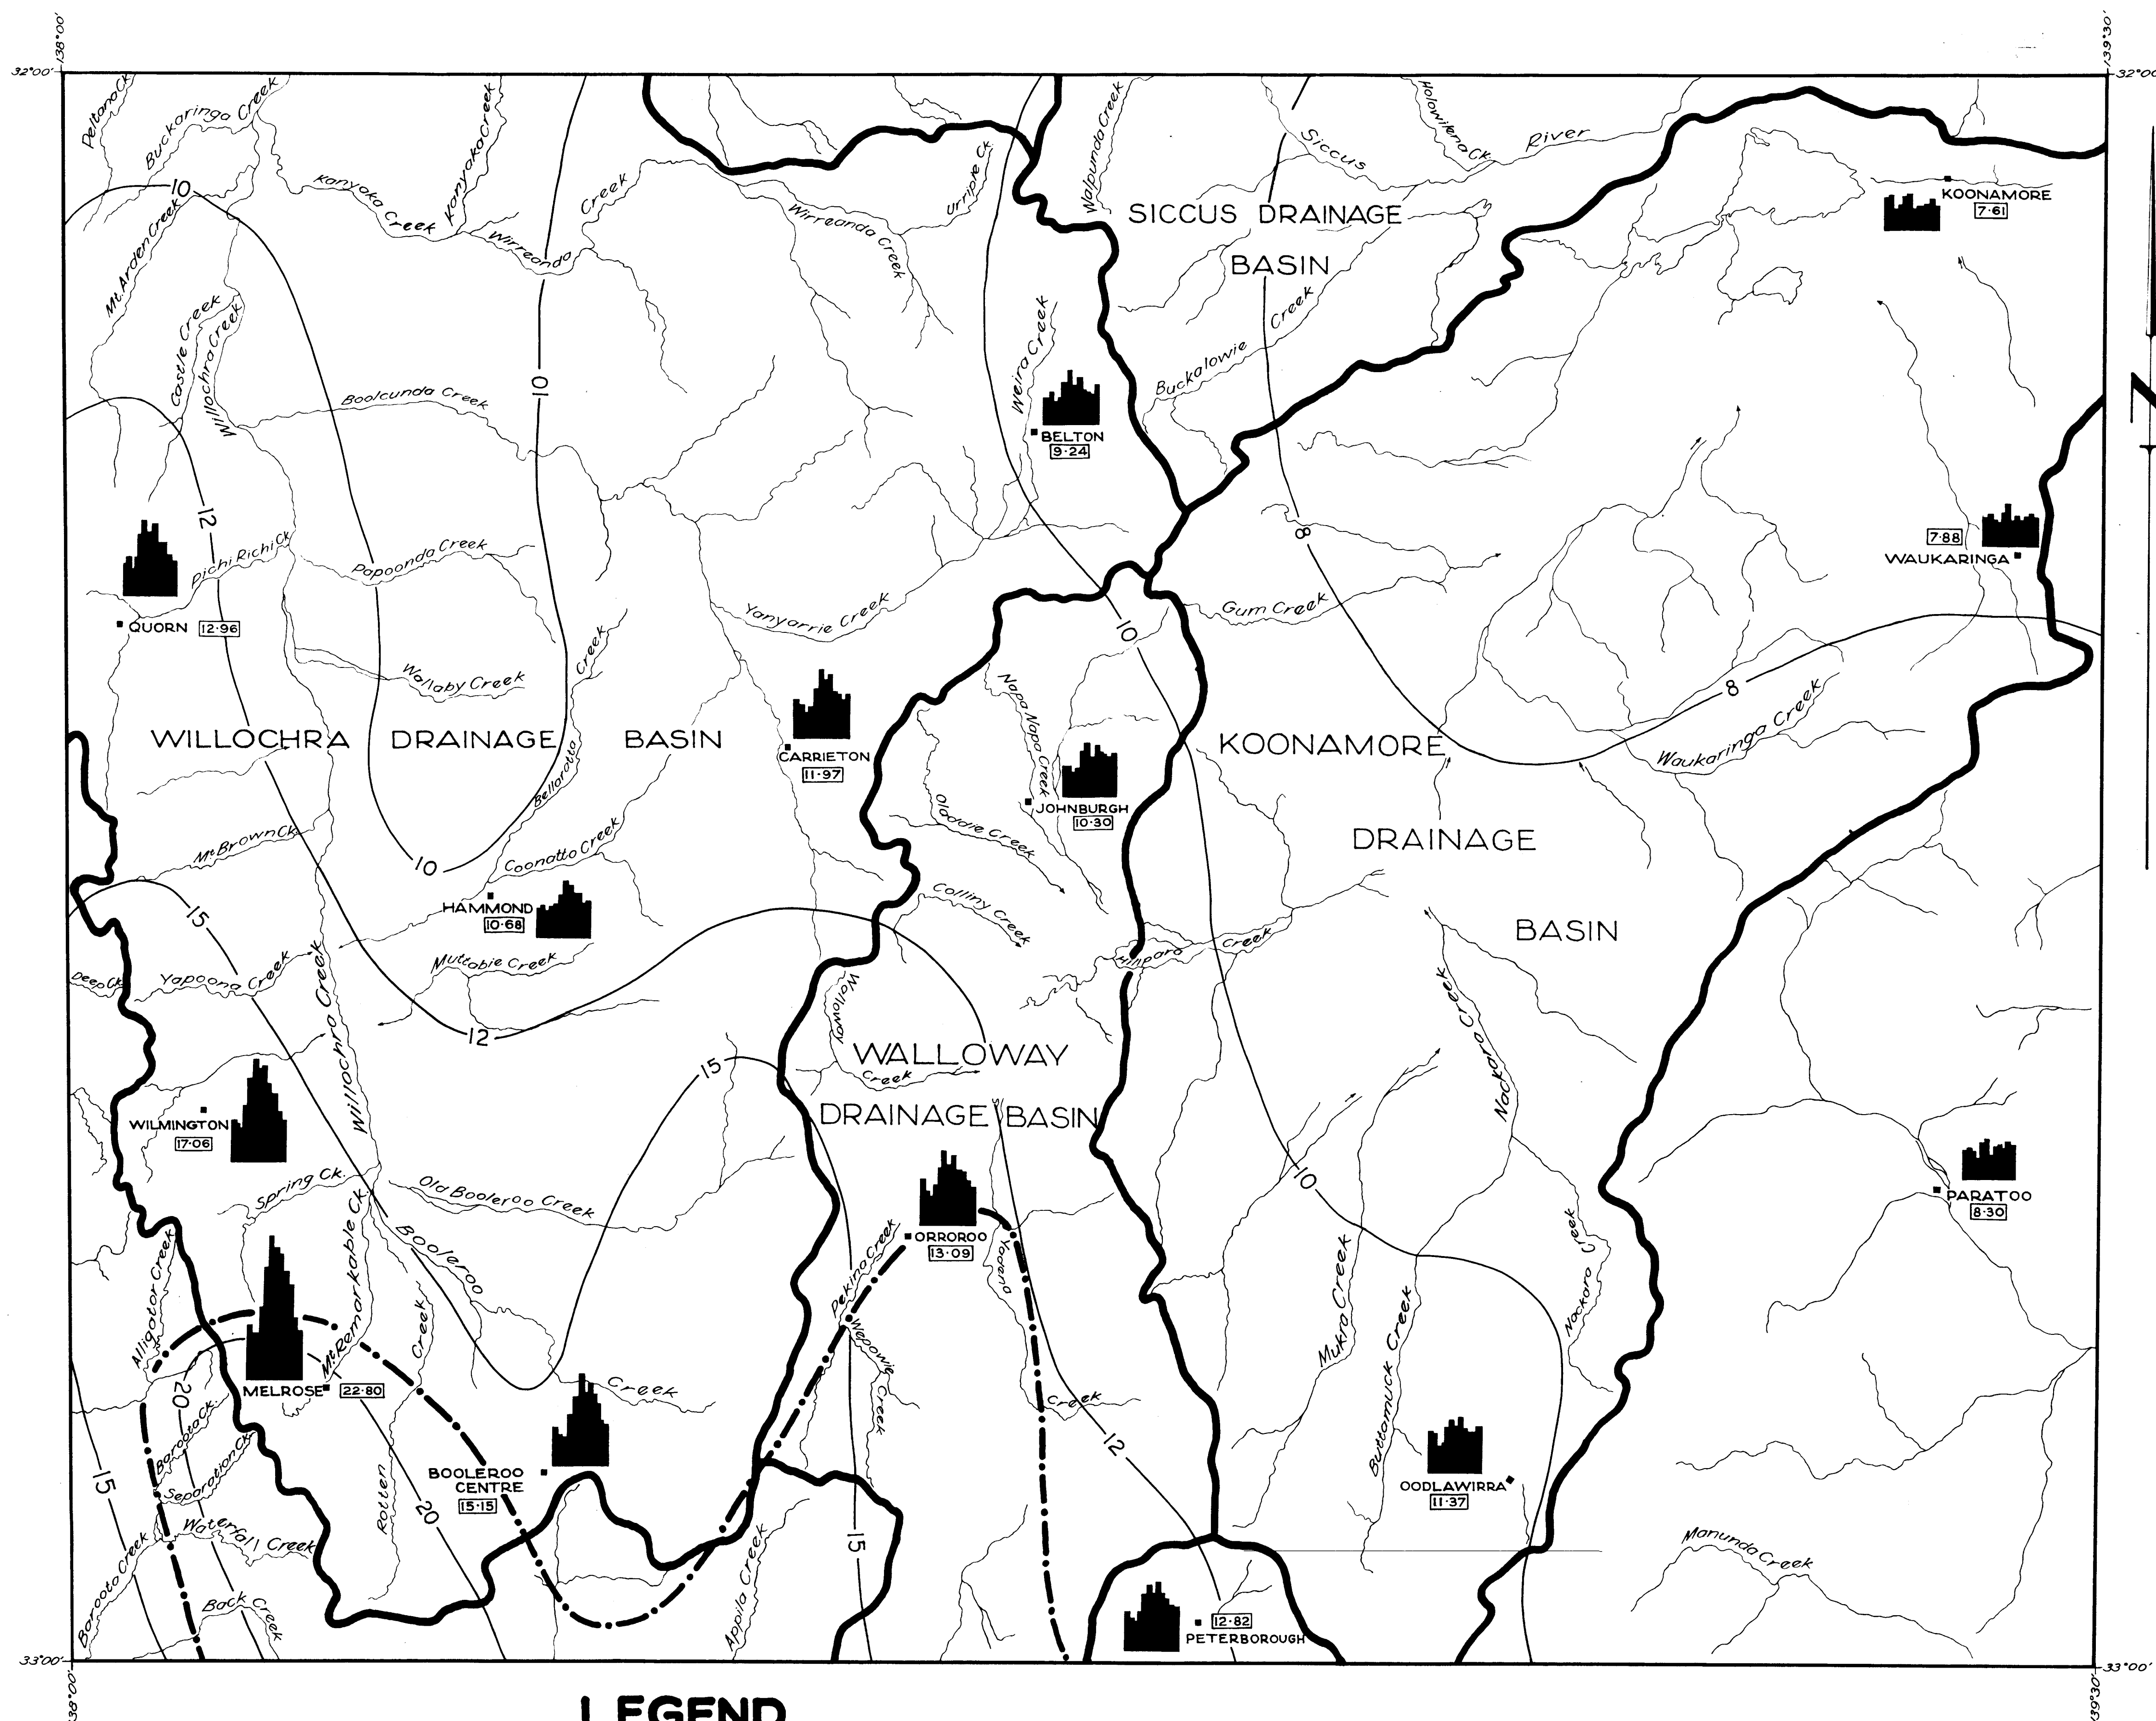 138°00'
139°30'
32°00'
32°00
Peltana Ck
Buckaringa Creek
Kanyaka Creek
Kanyaka Creek
Wirreanda
Creek
Wirreanda Creek
Urripre Ck
Walpunda Creek
Siccus
Holowilena Ck
River
10
Mt. Arden Creek
SICCUS DRAINAGE
BASIN
KOONAMORE
7·61
Castle Creek
Willochra Creek
Weira Creek
Buckalowie
Creek
Boolcunda Creek
10
BELTON
9·24
12
Pichi Richi Ck
Papoonda Creek
8
7·88
WAUKARINGA
QUORN
12·96
Yanyarrie Creek
Gum Creek
10
Wallaby Creek
Creek
Bellaratta
Napa Napa Creek
8
Waukaringa Creek
WILLOCHRA DRAINAGE BASIN
CARRIETON
11·97
KOONAMORE
JOHNBURGH
10·30
Oladdie Creek
DRAINAGE
BASIN
Mt Brown Ck
10
Coonatto Creek
HAMMOND
10·68
15
Colliny Creek
Hillpara
Creek
Deep Ck
Yapoona Creek
Willochra Creek
Muttabie Creek
12
Walloway
Creek
WALLOWAY
DRAINAGE BASIN
15
Nackara Creek
WILMINGTON
17·06
Spring Ck.
Old Booleroo Creek
10
Nackara Creek
PARATOO
8·30
ORROROO
13·09
Pekina Creek
Yadena
Creek
Booleroo
Creek
Mt Remarkable Ck
Alligator Creek
Mukra Creek
Buttamuck Creek
Wepowie
Creek
MELROSE
22·80
20
Baroota Ck.
Separation Ck
15
Rotten
Creek
20
BOOLEROO
CENTRE
15·15
12
OODLAWIRRA
11·37
15
Waterfall Creek
Baroota Creek
Back Creek
Appila Creek
Manunda Creek
12·82
PETERBOROUGH
33°00'
33°00'
138°00'
139°30'
LEGEND